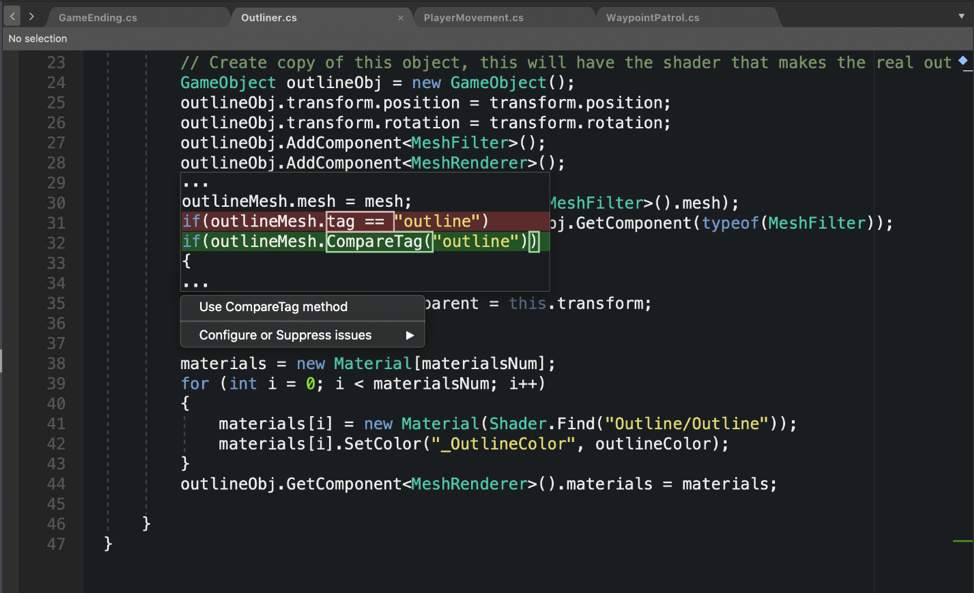 GameEnding.cs Outliner.cs × PlayerMovement.cs WaypointPatrol.cs
No selection
23 // Create copy of this object, this will have the shader that makes the real out
24 GameObject outlineObj = new GameObject();
25 outlineObj.transform.position = transform.position;
26 outlineObj.transform.rotation = transform.rotation;
27 outlineObj.AddComponent<MeshFilter>();
28 outlineObj.AddComponent<MeshRenderer>();
29 ...
30 outlineMesh.mesh = mesh; MeshFilter>().mesh);
31 if(outlineMesh.tag == "outline") bj.GetComponent(typeof(MeshFilter));
32 if(outlineMesh.CompareTag("outline"))
33 {
34 ...
Use CompareTag method
35 parent = this.transform;
36 Configure or Suppress issues
37
38 materials = new Material[materialsNum];
39 for (int i = 0; i < materialsNum; i++)
40 {
41 materials[i] = new Material(Shader.Find("Outline/Outline"));
42 materials[i].SetColor("_OutlineColor", outlineColor);
43 }
44 outlineObj.GetComponent<MeshRenderer>().materials = materials;
45
46 }
47 }